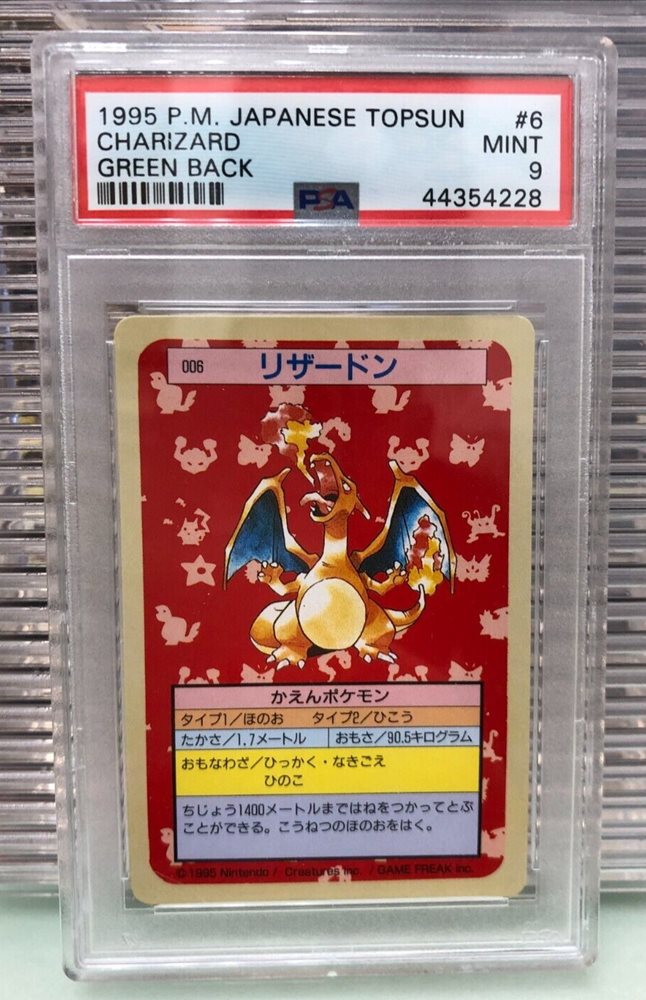 1995 P.M. JAPANESE TOPSUN #6
CHARIZARD MINT
GREEN BACK 9
PSA 44354228
006 リザードン
かえんポケモン
タイプ1/ほのお タイプ2/ひこう
たかさ/1.7メートル おもさ/90.5キログラム
おもなわざ/ひっかく・なきごえ
ひのこ
ちじょう1400メートルまではねをつかってとぶ
ことができる。こうねつのほのおをはく。
© 1995 Nintendo / Creatures inc. / GAME FREAK inc.